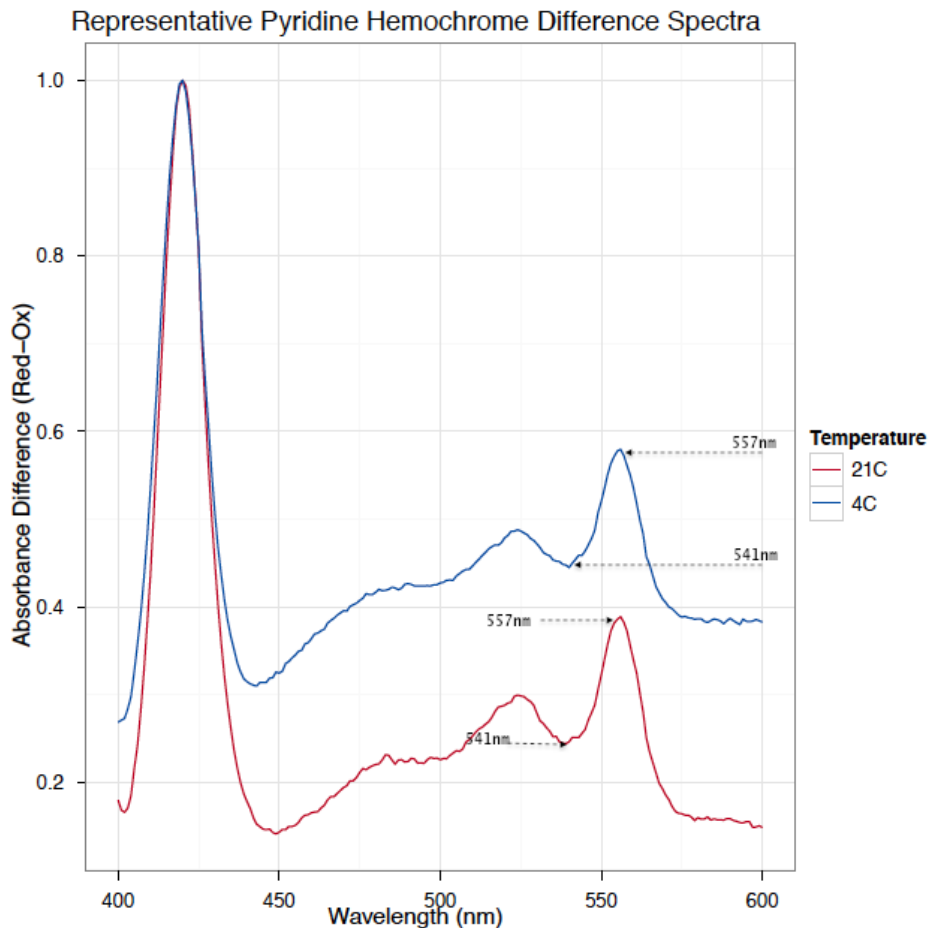 Representative Pyridine Hemochrome Difference Spectra
1.0
0.8
0.6
0.4
0.2
Absorbance Difference (Red−Ox)
557nm
541nm
557nm
541nm
400
450
500
550
600
Wavelength (nm)
Temperature
21C
4C